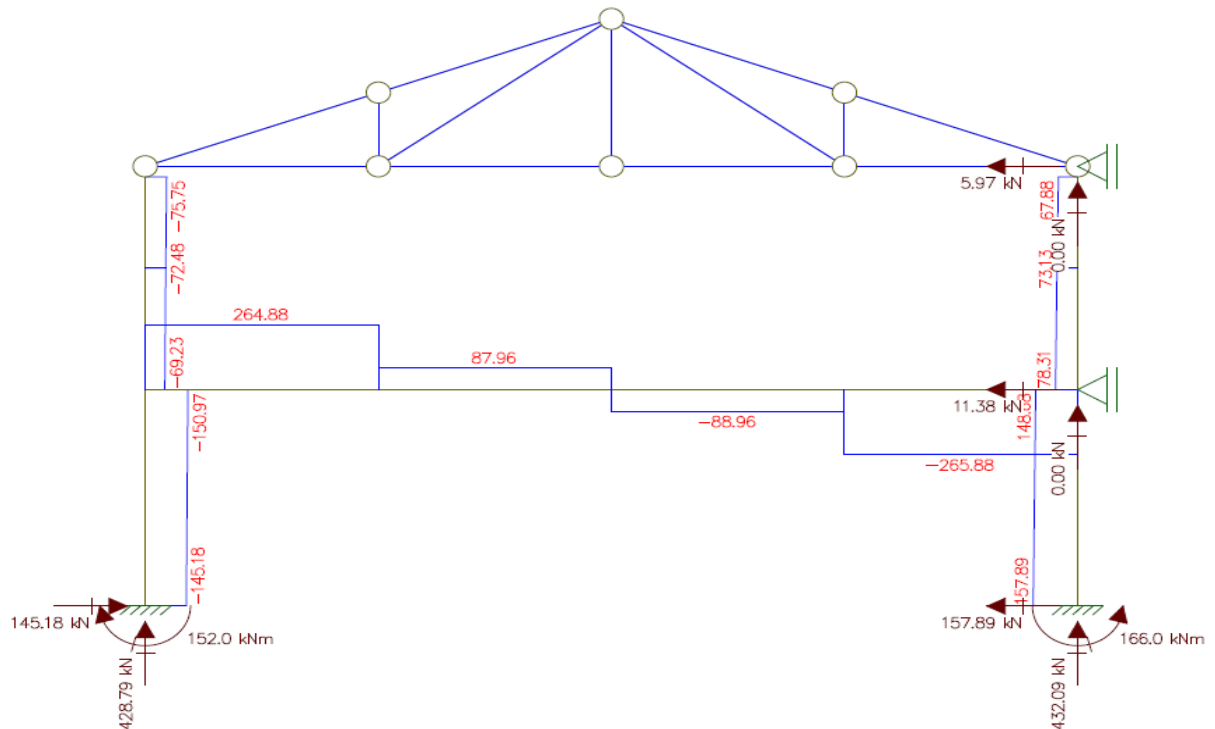 5.97 kN
-75.75
67.88
0.00 kN
-72.48
73.13
264.88
-69.23
87.96
78.31
11.38 kN
-150.97
-88.96
148.68
-265.88
0.00 kN
-145.18
157.89
145.18 kN
152.0 kNm
157.89 kN
166.0 kNm
428.79 kN
432.09 kN